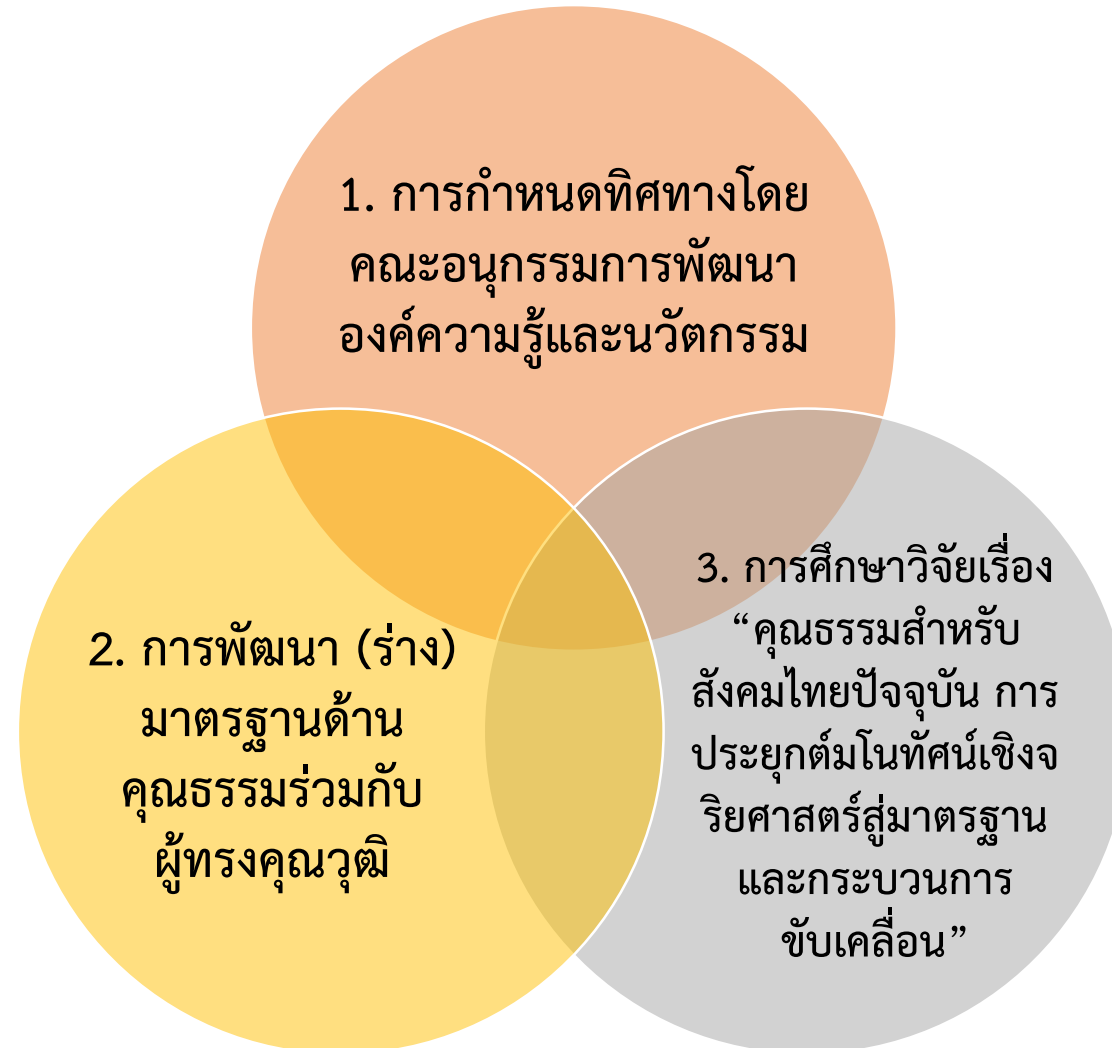 1. การกำหนดทิศทางโดย
คณะอนุกรรมการพัฒนา
องค์ความรู้และนวัตกรรม
2. การพัฒนา (ร่าง)
มาตรฐานด้าน
คุณธรรมร่วมกับ
ผู้ทรงคุณวุฒิ
3. การศึกษาวิจัยเรื่อง
“คุณธรรมสำหรับ
สังคมไทยปัจจุบัน การ
ประยุกต์มโนทัศน์เชิงจ
ริยศาสตร์สู่มาตรฐาน
และกระบวนการ
ขับเคลื่อน”